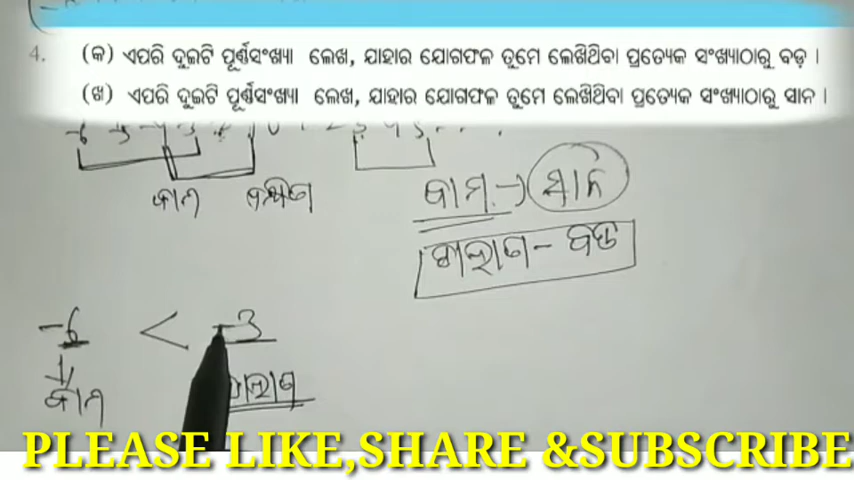 4. (କ) ଏପରି ଦୁଇଟି ପୂର୍ଣ୍ଣସଂଖ୍ୟା ଲେଖ, ଯାହାର ଯୋଗଫଳ ତୁମେ ଲେଖିଥିବା ପ୍ରତ୍ୟେକ ସଂଖ୍ୟାଠାରୁ ବଡ଼ ।
(ଖ) ଏପରି ଦୁଇଟି ପୂର୍ଣ୍ଣସଂଖ୍ୟା ଲେଖ, ଯାହାର ଯୋଗଫଳ ତୁମେ ଲେଖିଥିବା ପ୍ରତ୍ୟେକ ସଂଖ୍ୟାଠାରୁ ସାନ ।
ବାମ ଦକ୍ଷିଣ
ବାମ -> ସାନ
ଡାହାଣ - ବଡ
-6 < -3
ବାମ ଡାହାଣ
PLEASE LIKE,SHARE &SUBSCRIBE